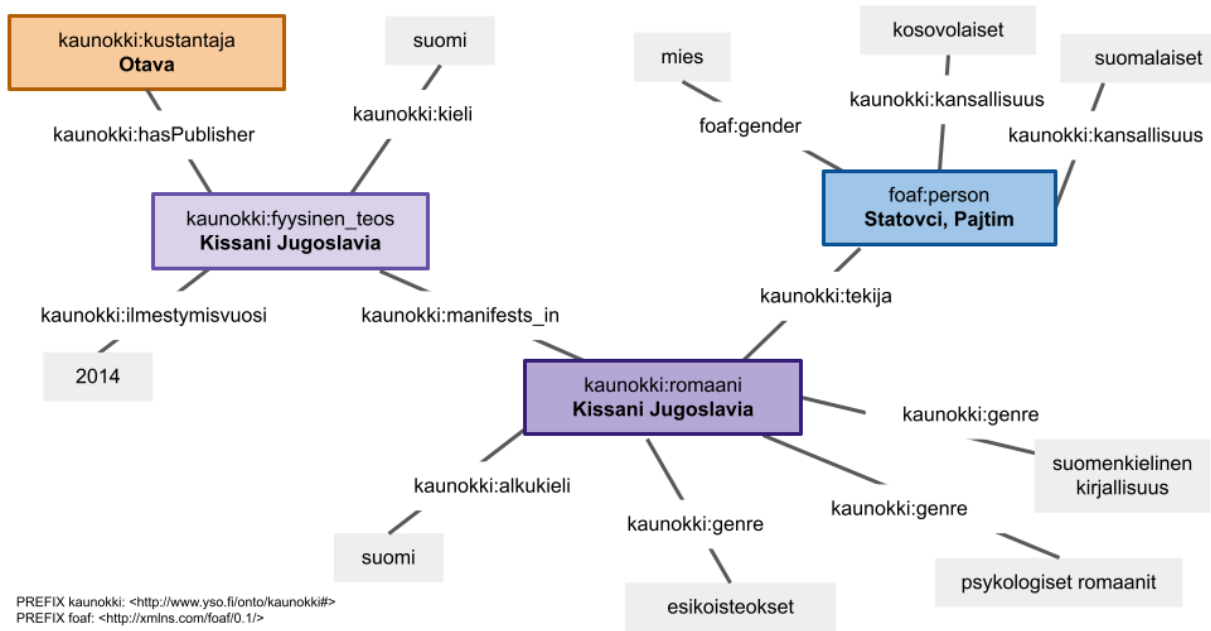 kaunokki:kustantaja
Otava
suomi
kaunokki:hasPublisher
kaunokki:kieli
kaunokki:fyysinen_teos
Kissani Jugoslavia
kaunokki:ilmestymisvuosi
2014
kaunokki:manifests_in
mies
kosovolaiset
suomalaiset
foaf:gender
kaunokki:kansallisuus
kaunokki:kansallisuus
foaf:person
Statovci, Pajtim
kaunokki:tekija
kaunokki:romaani
Kissani Jugoslavia
kaunokki:genre
suomenkielinen
kirjallisuus
kaunokki:alkukieli
suomi
kaunokki:genre
esikoisteokset
kaunokki:genre
psykologiset romaanit
PREFIX kaunokki: <http://www.yso.fi/onto/kaunokki#>
PREFIX foaf: <http://xmlns.com/foaf/0.1/>